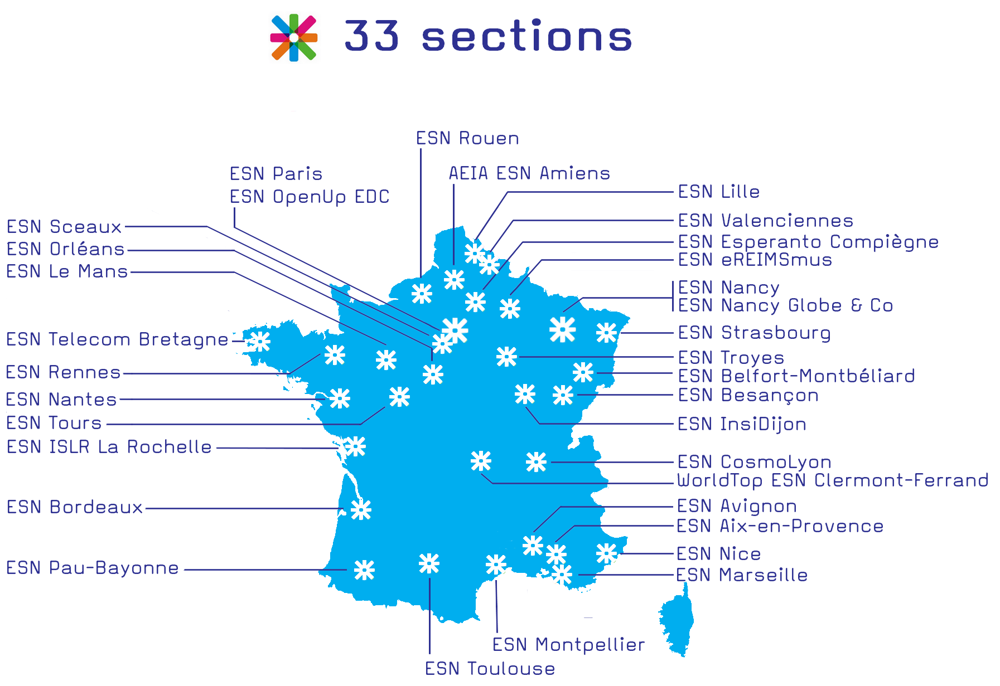 33 sections
ESN Rouen
ESN Paris
ESN OpenUp EDC
AEIA ESN Amiens
ESN Sceaux
ESN Orléans
ESN Le Mans
ESN Telecom Bretagne
ESN Rennes
ESN Nantes
ESN Tours
ESN ISLR La Rochelle
ESN Bordeaux
ESN Pau-Bayonne
ESN Lille
ESN Valenciennes
ESN Esperanto Compiègne
ESN eREIMSmus
ESN Nancy
ESN Nancy Globe & Co
ESN Strasbourg
ESN Troyes
ESN Belfort-Montbéliard
ESN Besançon
ESN InsiDijon
ESN CosmoLyon
WorldTop ESN Clermont-Ferrand
ESN Avignon
ESN Aix-en-Provence
ESN Nice
ESN Marseille
ESN Montpellier
ESN Toulouse